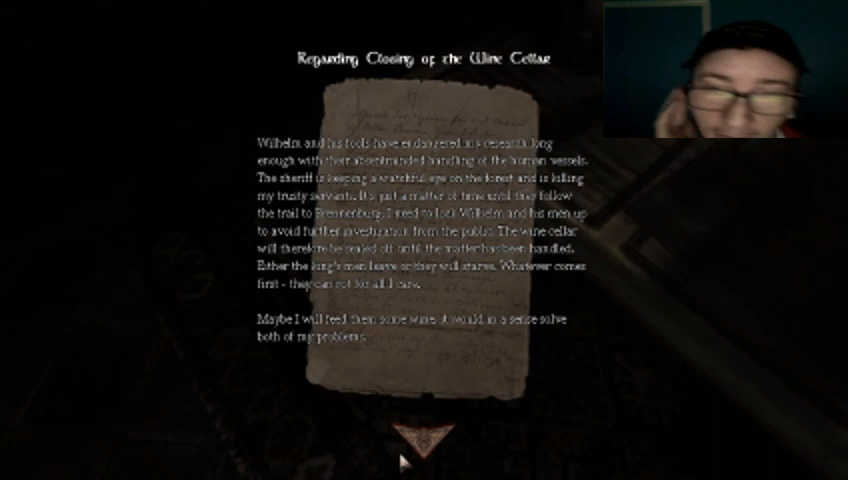 Regarding Closing of the Wine Cellar
Wilhelm and his fools have endangered my research long
enough with their absentminded handling of the human vessels.
The sheriff is keeping a watchful eye on the forest and is killing
my trusty servants. It's put a matter of time until they follow
the trail to Brennenburg. I need to lock Wilhelm and his men up
to avoid further investigation from the public. The wine cellar
will therefore be sealed off until the matter has been handled.
Either the king's men leave or they will starve. Whatever comes
first - they can rot for all I care.
Maybe I will feed them some wine, it would in a sense solve
both of my problems.